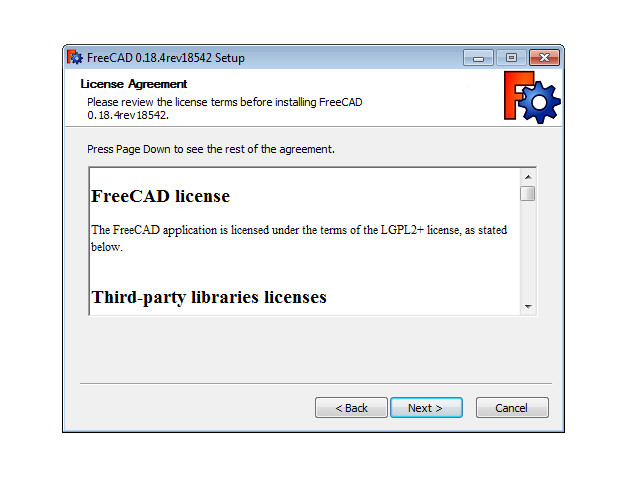 FreeCAD 0.18.4rev18542 Setup
License Agreement
Please review the license terms before installing FreeCAD
0.18.4rev18542.
Press Page Down to see the rest of the agreement.
FreeCAD license
The FreeCAD application is licensed under the terms of the LGPL2+ license, as stated
below.
Third-party libraries licenses
< Back
Next >
Cancel